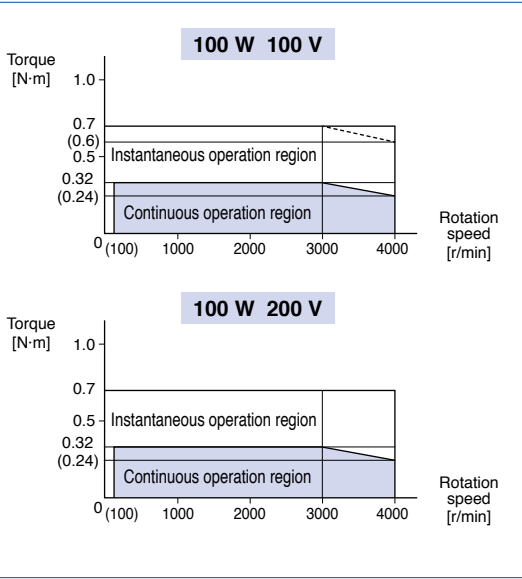 100 W 100 V
Torque
[N·m]
1.0
0.7
(0.6)
0.5
Instantaneous operation region
0.32
(0.24)
Continuous operation region
0
(100)
1000
2000
3000
4000
Rotation
speed
[r/min]
100 W 200 V
Torque
[N·m]
1.0
0.7
0.5
Instantaneous operation region
0.32
(0.24)
Continuous operation region
0
(100)
1000
2000
3000
4000
Rotation
speed
[r/min]